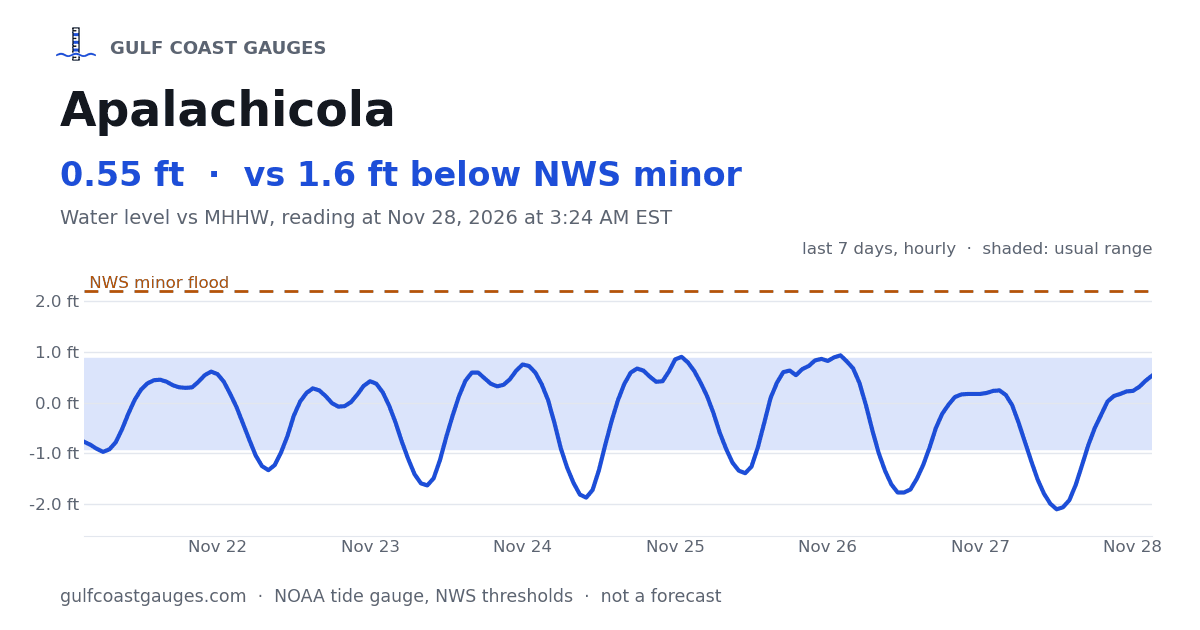 GULF COAST GAUGES
Apalachicola
0.55 ft · vs 1.6 ft below NWS minor
Water level vs MHHW, reading at Nov 28, 2026 at 3:24 AM EST
last 7 days, hourly · shaded: usual range
NWS minor flood
2.0 ft
1.0 ft
0.0 ft
-1.0 ft
-2.0 ft
Nov 22 Nov 23 Nov 24 Nov 25 Nov 26 Nov 27 Nov 28
gulfcoastgauges.com · NOAA tide gauge, NWS thresholds · not a forecast